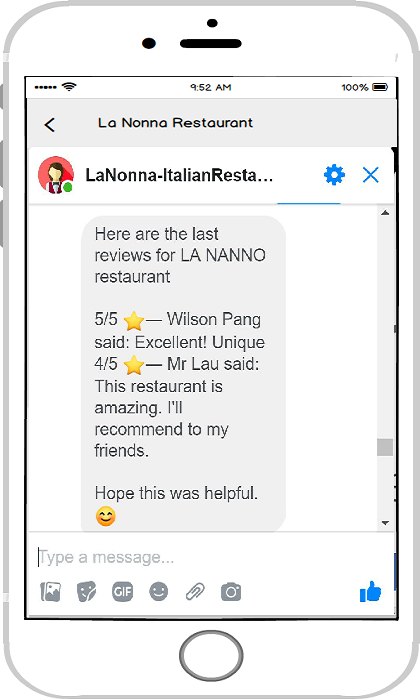 9:52 AM 100%
La Nonna Restaurant
LaNonna-ItalianResta...
Here are the last
reviews for LA NANNO
restaurant
5/5 ⭐— Wilson Pang
said: Excellent! Unique
4/5 ⭐— Mr Lau said:
This restaurant is
amazing. I'll
recommend to my
friends.
Hope this was helpful.
😊
Type a message...
GIF